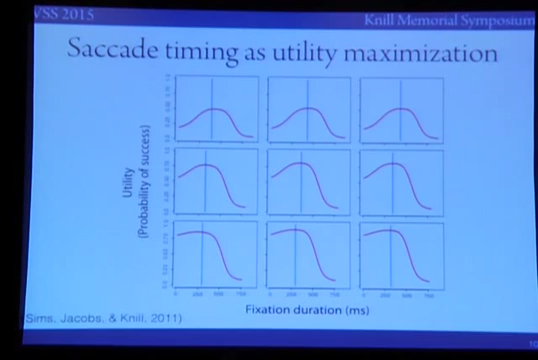 VSS 2015
Knill Memorial Symposium
Saccade timing as utility maximization
Utility
(Probability of success)
Fixation duration (ms)
Sims, Jacobs, & Knill, 2011)